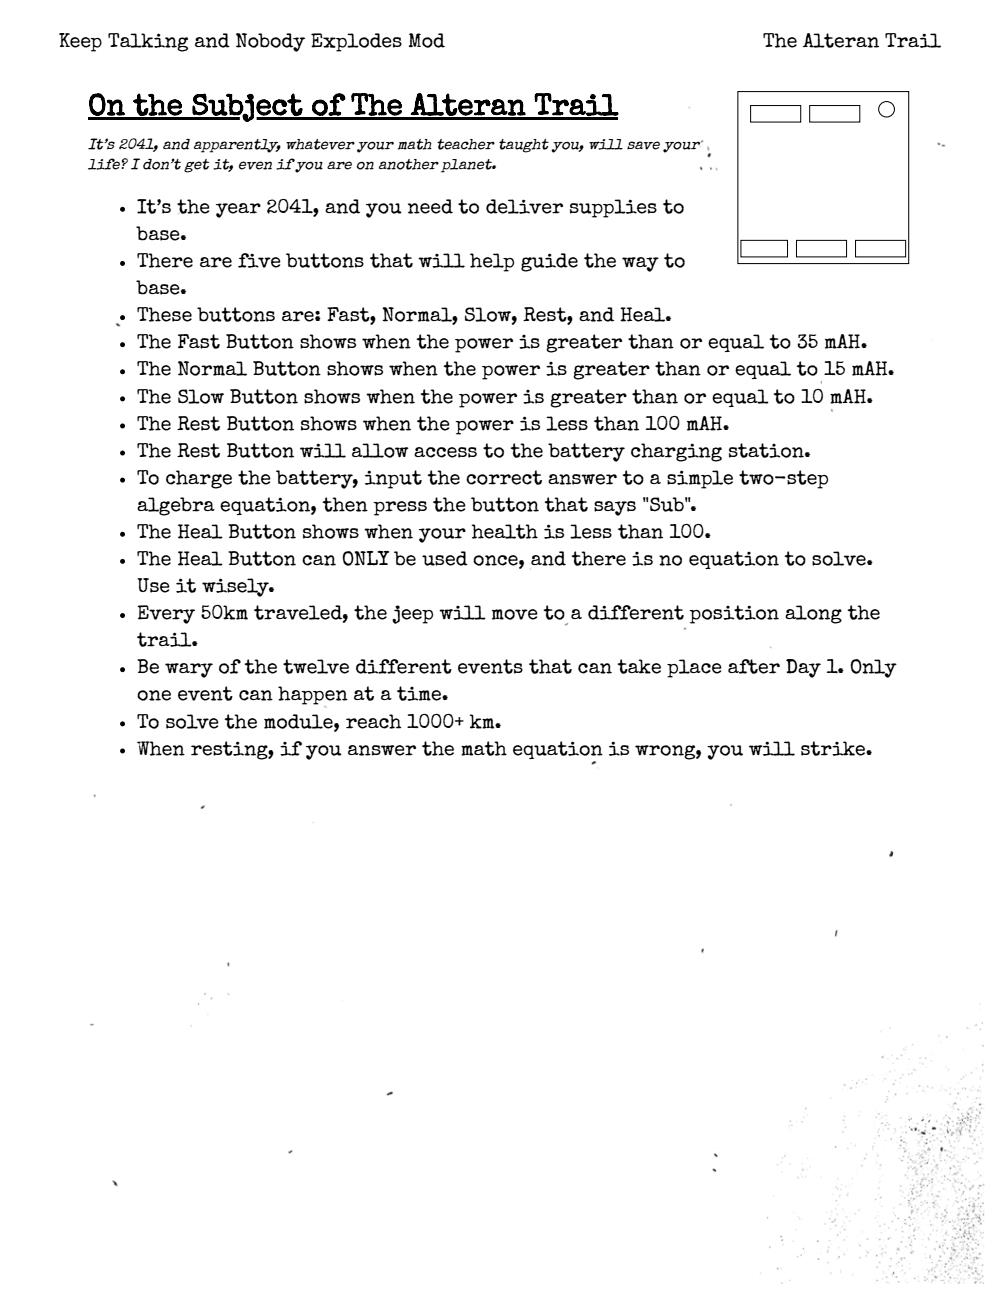 Keep Talking and Nobody Explodes Mod
The Alteran Trail
On the Subject of The Alteran Trail
It's 2041, and apparently, whatever your math teacher taught you, will save your
life? I don't get it, even if you are on another planet.
• It's the year 2041, and you need to deliver supplies to
base.
• There are five buttons that will help guide the way to
base.
• These buttons are: Fast, Normal, Slow, Rest, and Heal.
• The Fast Button shows when the power is greater than or equal to 35 mAH.
• The Normal Button shows when the power is greater than or equal to 15 mAH.
• The Slow Button shows when the power is greater than or equal to 10 mAH.
• The Rest Button shows when the power is less than 100 mAH.
• The Rest Button will allow access to the battery charging station.
• To charge the battery, input the correct answer to a simple two-step
algebra equation, then press the button that says "Sub".
• The Heal Button shows when your health is less than 100.
• The Heal Button can ONLY be used once, and there is no equation to solve.
Use it wisely.
• Every 50km traveled, the jeep will move to a different position along the
trail.
• Be wary of the twelve different events that can take place after Day 1. Only
one event can happen at a time.
• To solve the module, reach 1000+ km.
• When resting, if you answer the math equation is wrong, you will strike.